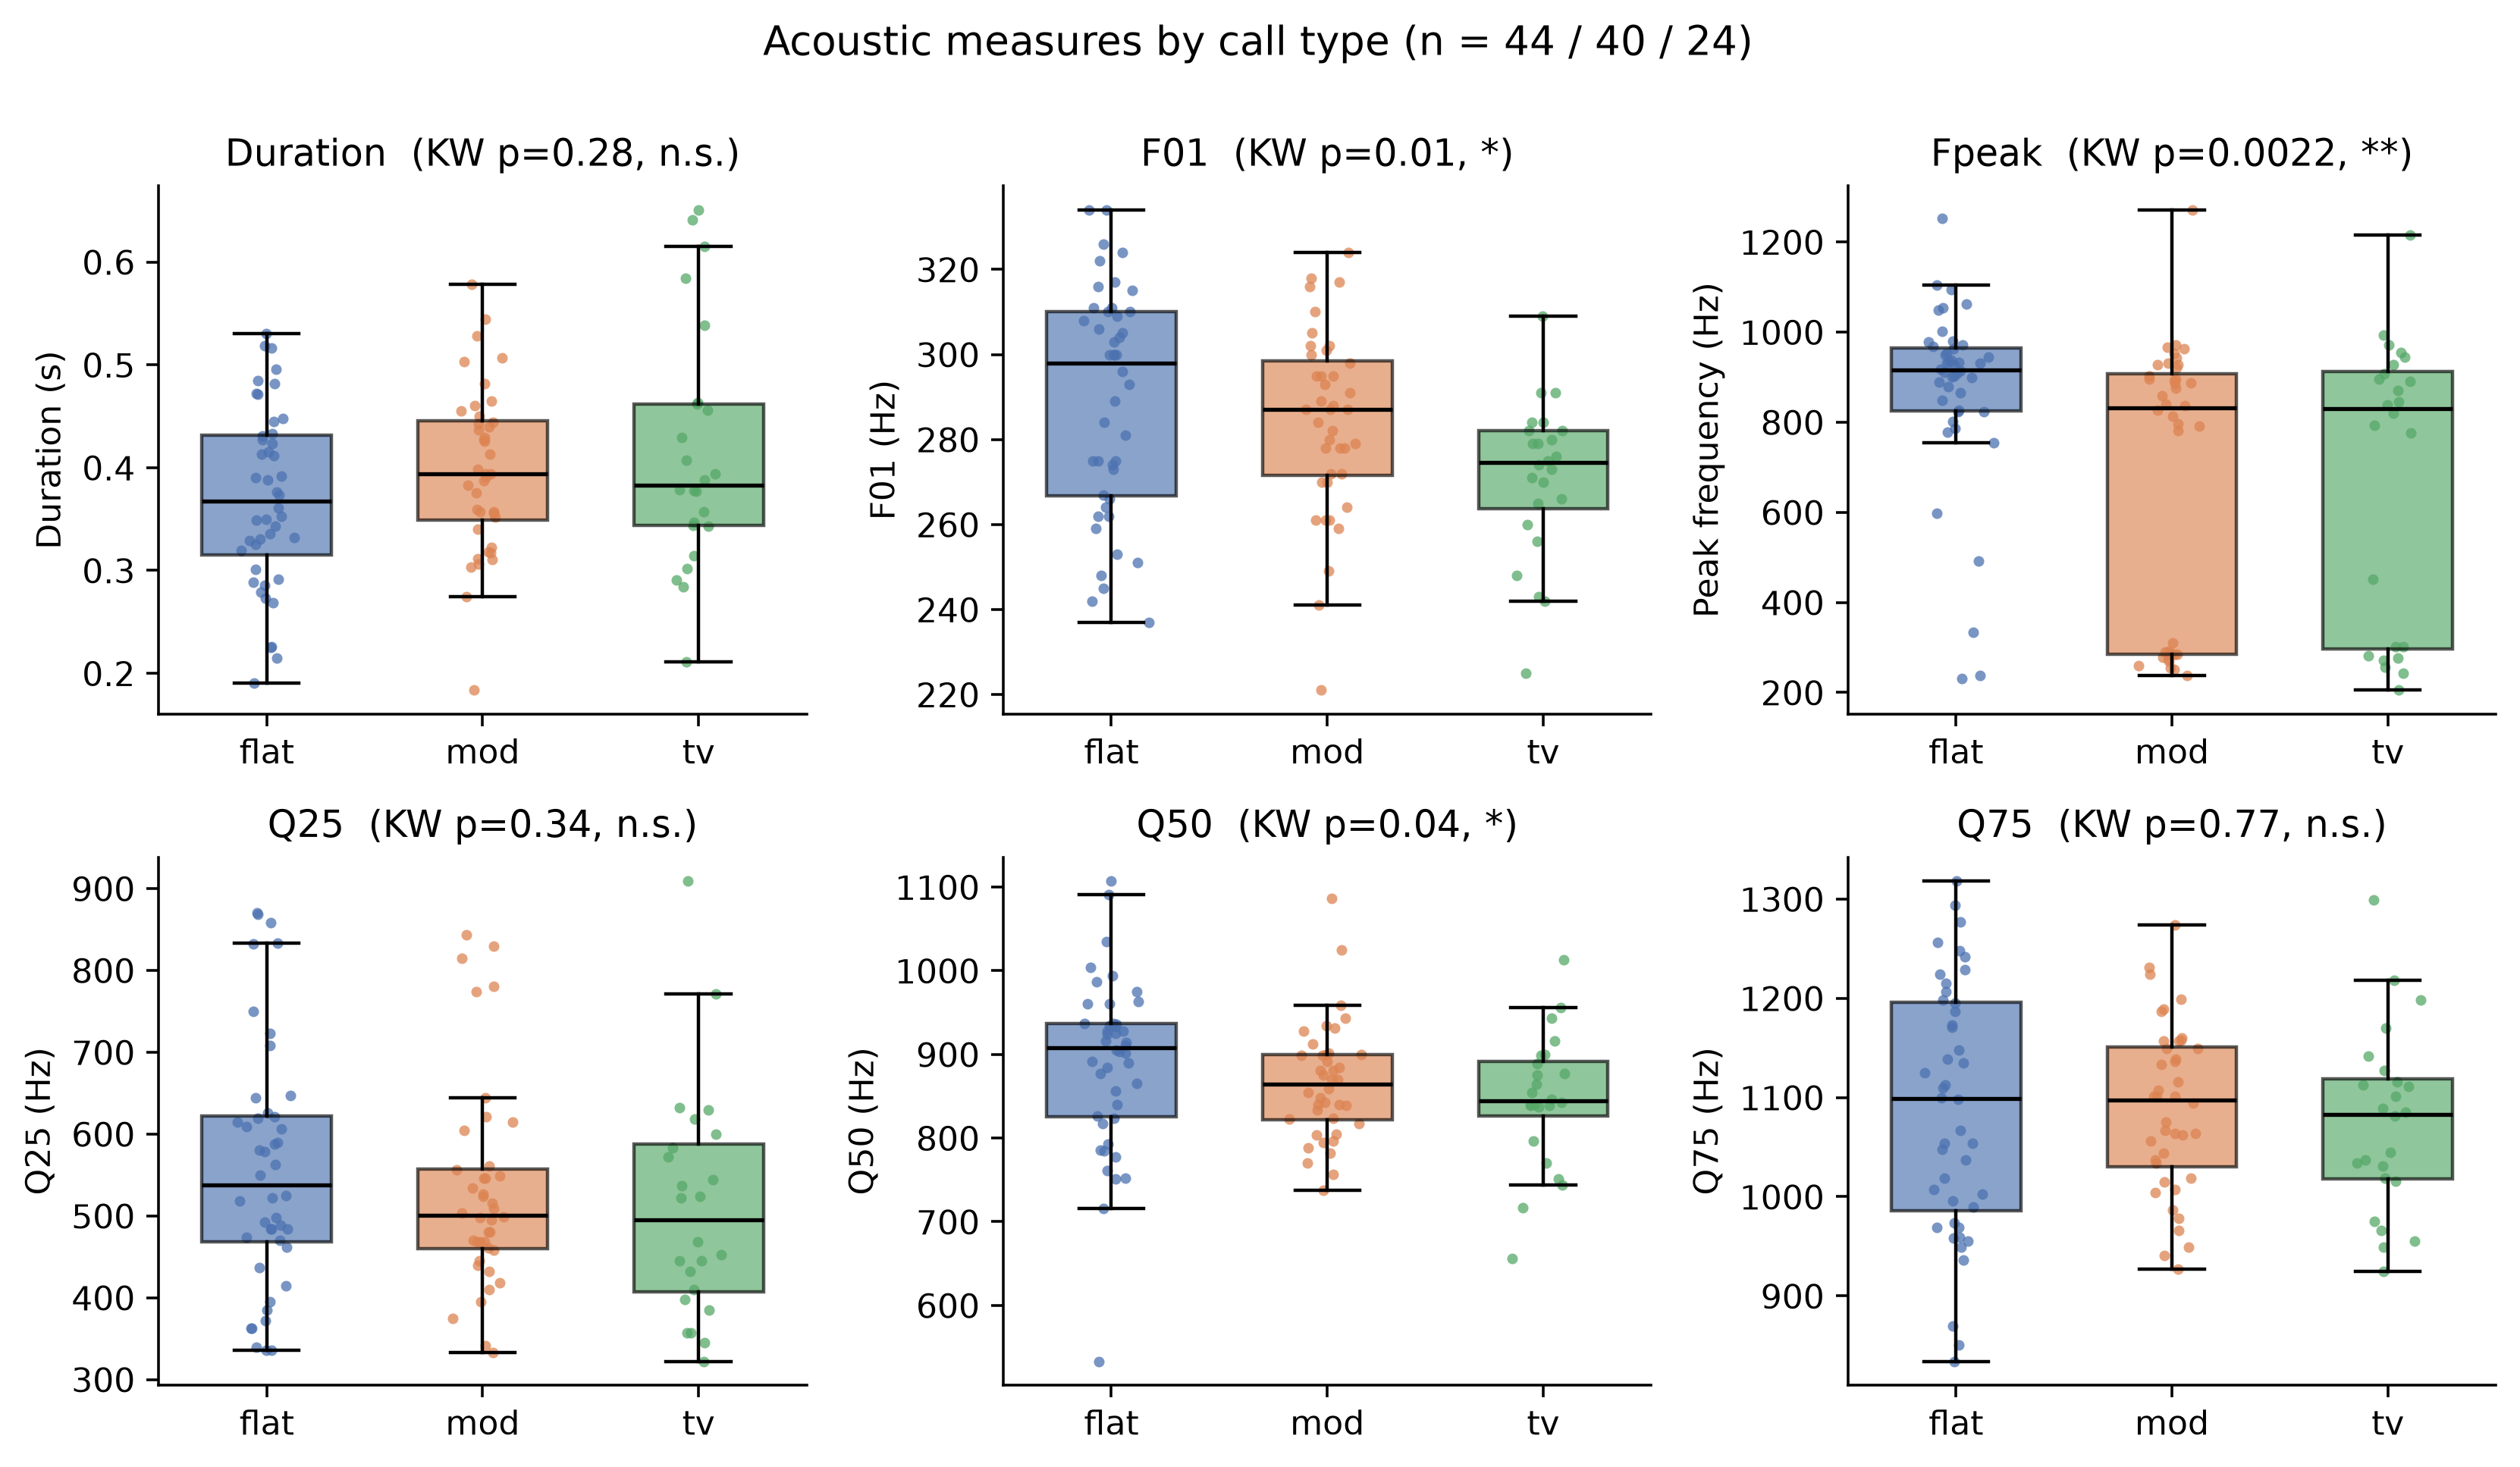 Acoustic measures by call type (n = 44 / 40 / 24)
Duration (KW p=0.28, n.s.)
Duration (s)
0.6
0.5
0.4
0.3
0.2
flat mod tv
F01 (KW p=0.01, *)
F01 (Hz)
320
300
280
260
240
220
flat mod tv
Fpeak (KW p=0.0022, **)
Peak frequency (Hz)
1200
1000
800
600
400
200
flat mod tv
Q25 (KW p=0.34, n.s.)
Q25 (Hz)
900
800
700
600
500
400
300
flat mod tv
Q50 (KW p=0.04, *)
Q50 (Hz)
1100
1000
900
800
700
600
flat mod tv
Q75 (KW p=0.77, n.s.)
Q75 (Hz)
1300
1200
1100
1000
900
flat mod tv